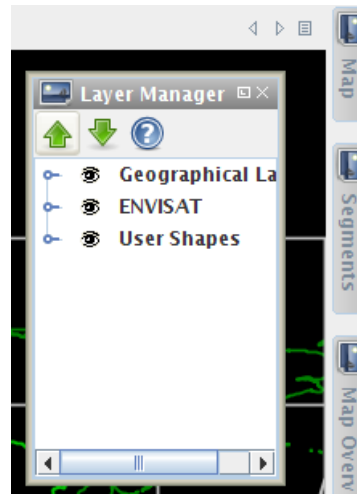 Layer Manager
Geographical La
ENVISAT
User Shapes
Map
Segments
Map Overv